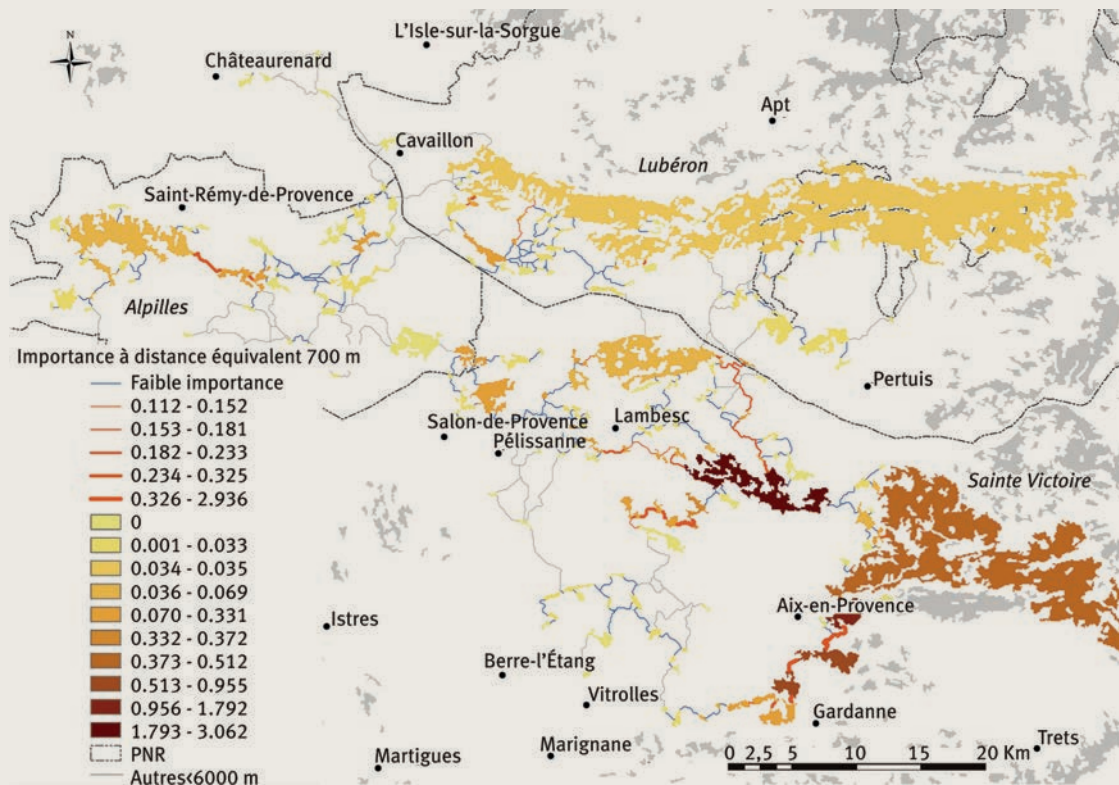 N
L'Isle-sur-la-Sorgue
Châteaurenard
Apt
Cavaillon
Lubéron
Saint-Rémy-de-Provence
Alpilles
Importance à distance équivalent 700 m
Faible importance
0.112 - 0.152
0.153 - 0.181
0.182 - 0.233
0.234 - 0.325
0.326 - 2.936
0
0.001 - 0.033
0.034 - 0.035
0.036 - 0.069
0.070 - 0.331
0.332 - 0.372
0.373 - 0.512
0.513 - 0.955
0.956 - 1.792
1.793 - 3.062
PNR
Autres<6000 m
Pertuis
Salon-de-Provence
Lambesc
Pélissanne
Sainte Victoire
Istres
Aix-en-Provence
Berre-l'Étang
Vitrolles
Gardanne
Martigues
Marignane
Trets
0 2,5 5 10 15 20 Km